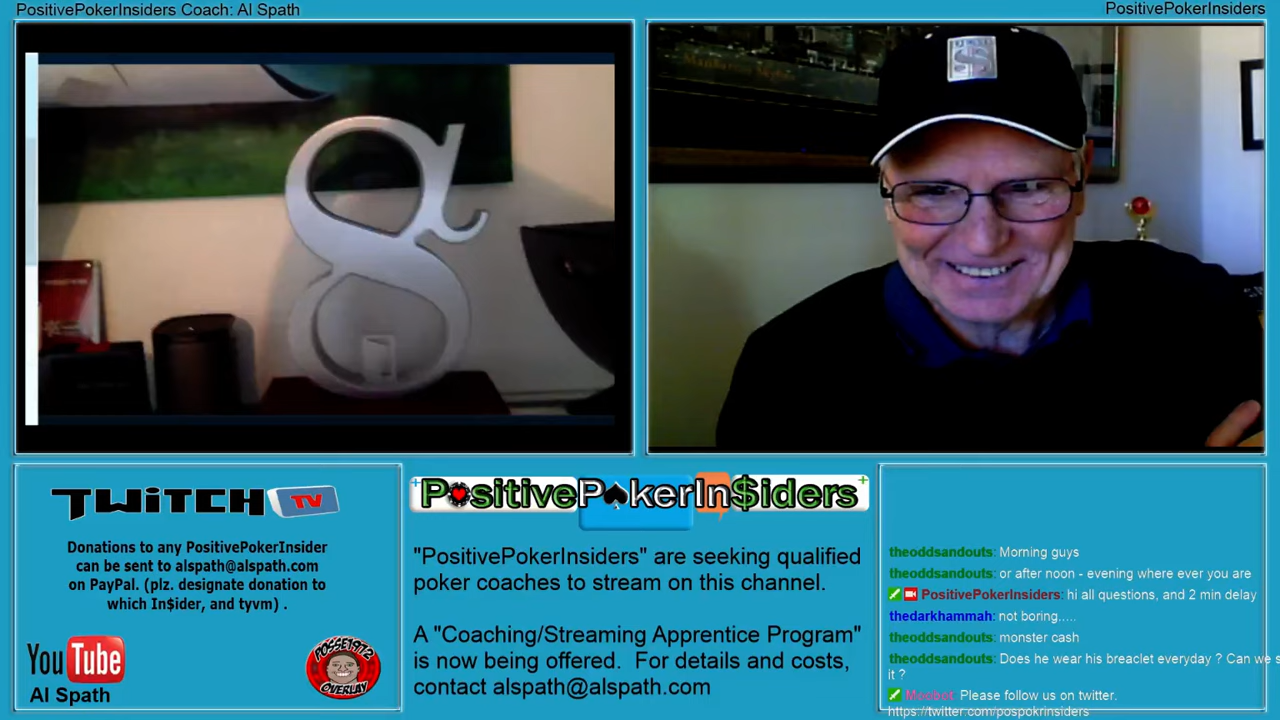 PositivePokerInsiders Coach: Al Spath
PositivePokerInsiders
TWiTCH TV
Donations to any PositivePokerInsider
can be sent to alspath@alspath.com
on PayPal. (plz. designate donation to
which In$ider, and tyvm) .
YouTube
Al Spath
POSSE1972
OVERLAY
PositivePokerIn$iders
"PositivePokerInsiders" are seeking qualified
poker coaches to stream on this channel.
A "Coaching/Streaming Apprentice Program"
is now being offered.  For details and costs,
contact alspath@alspath.com
theoddsandouts: Morning guys
theoddsandouts: or after noon - evening where ever you are
PositivePokerInsiders: hi all questions, and 2 min delay
thedarkhammah: not boring.....
theoddsandouts: monster cash
theoddsandouts: Does he wear his breaclet everyday ? Can we s
it ?
Moobot: Please follow us on twitter.
https://twitter.com/pospokrinsiders